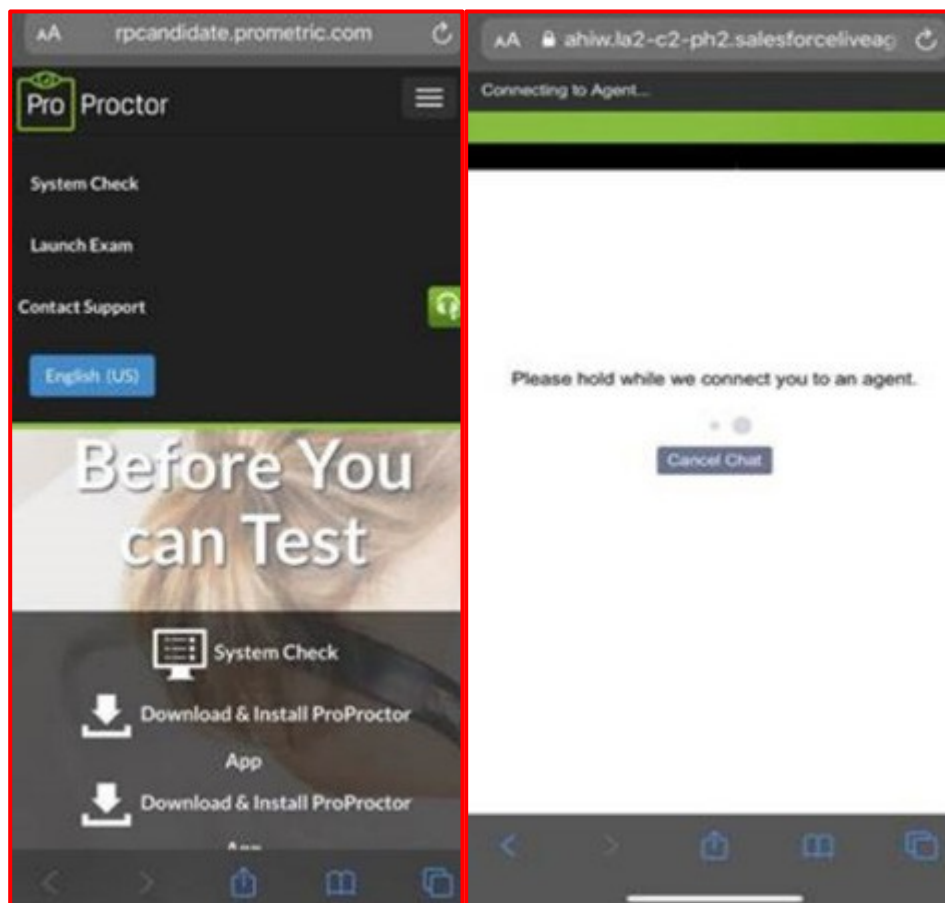 AA rpcandidate.prometric.com
Pro Proctor
System Check
Launch Exam
Contact Support
English (US)
Before You
can Test
System Check
Download & Install ProProctor
App
Download & Install ProProctor
App
AA ahiw.la2-c2-ph2.salesforceliveag
Connecting to Agent...
Please hold while we connect you to an agent.
Cancel Chat